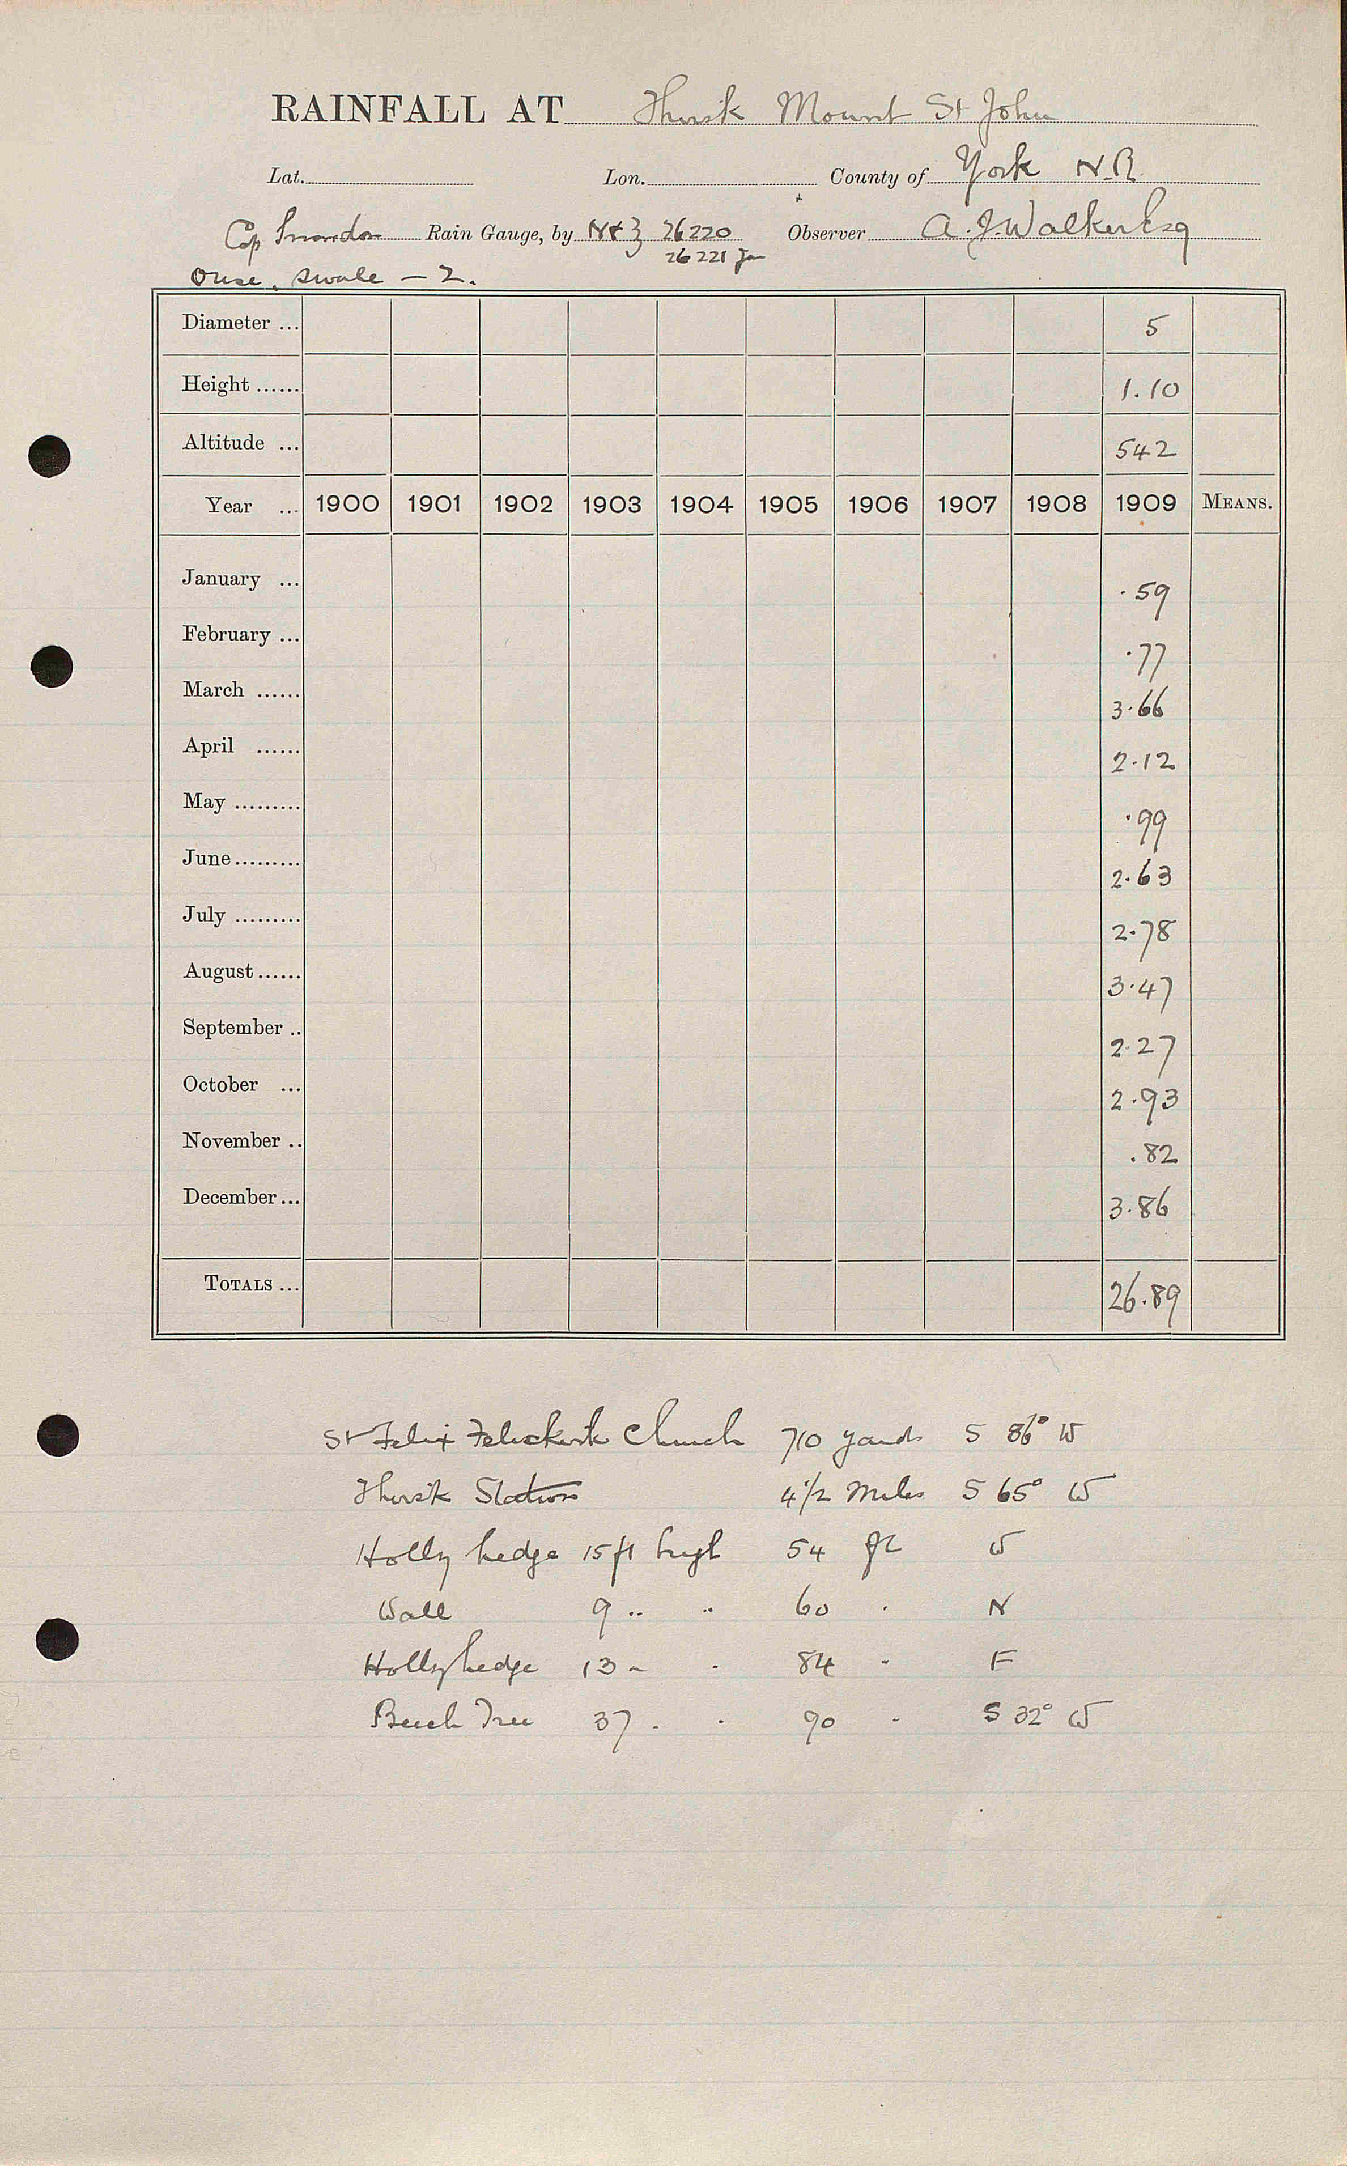 RAINFALL AT Thirsk Mount St John
Lat. Lon. County of York N.R.
Cop Snowdon Rain Gauge, by N & Z 26220 Observer A. J. Walker Esq
26221 Jan
Ouse, Swale - 2.
Diameter ... 5
Height ...... 1.10
Altitude ... 542
Year ... 1900 1901 1902 1903 1904 1905 1906 1907 1908 1909 MEANS.
January ... .59
February ... .77
March ...... 3.66
April ...... 2.12
May ......... .99
June ......... 2.63
July ......... 2.78
August ...... 3.47
September .. 2.27
October ... 2.93
November .. .82
December ... 3.86
TOTALS ... 26.89
St Felix Felixkirk Church 710 yards S 86° W
Thirsk Station 4 1/2 Miles S 65° W
Holly hedge 15 ft high 54 ft W
Wall 9 " " 60 " N
Holly hedge 13 " " 84 " E
Beech Tree 37 " " 90 " S 32° W